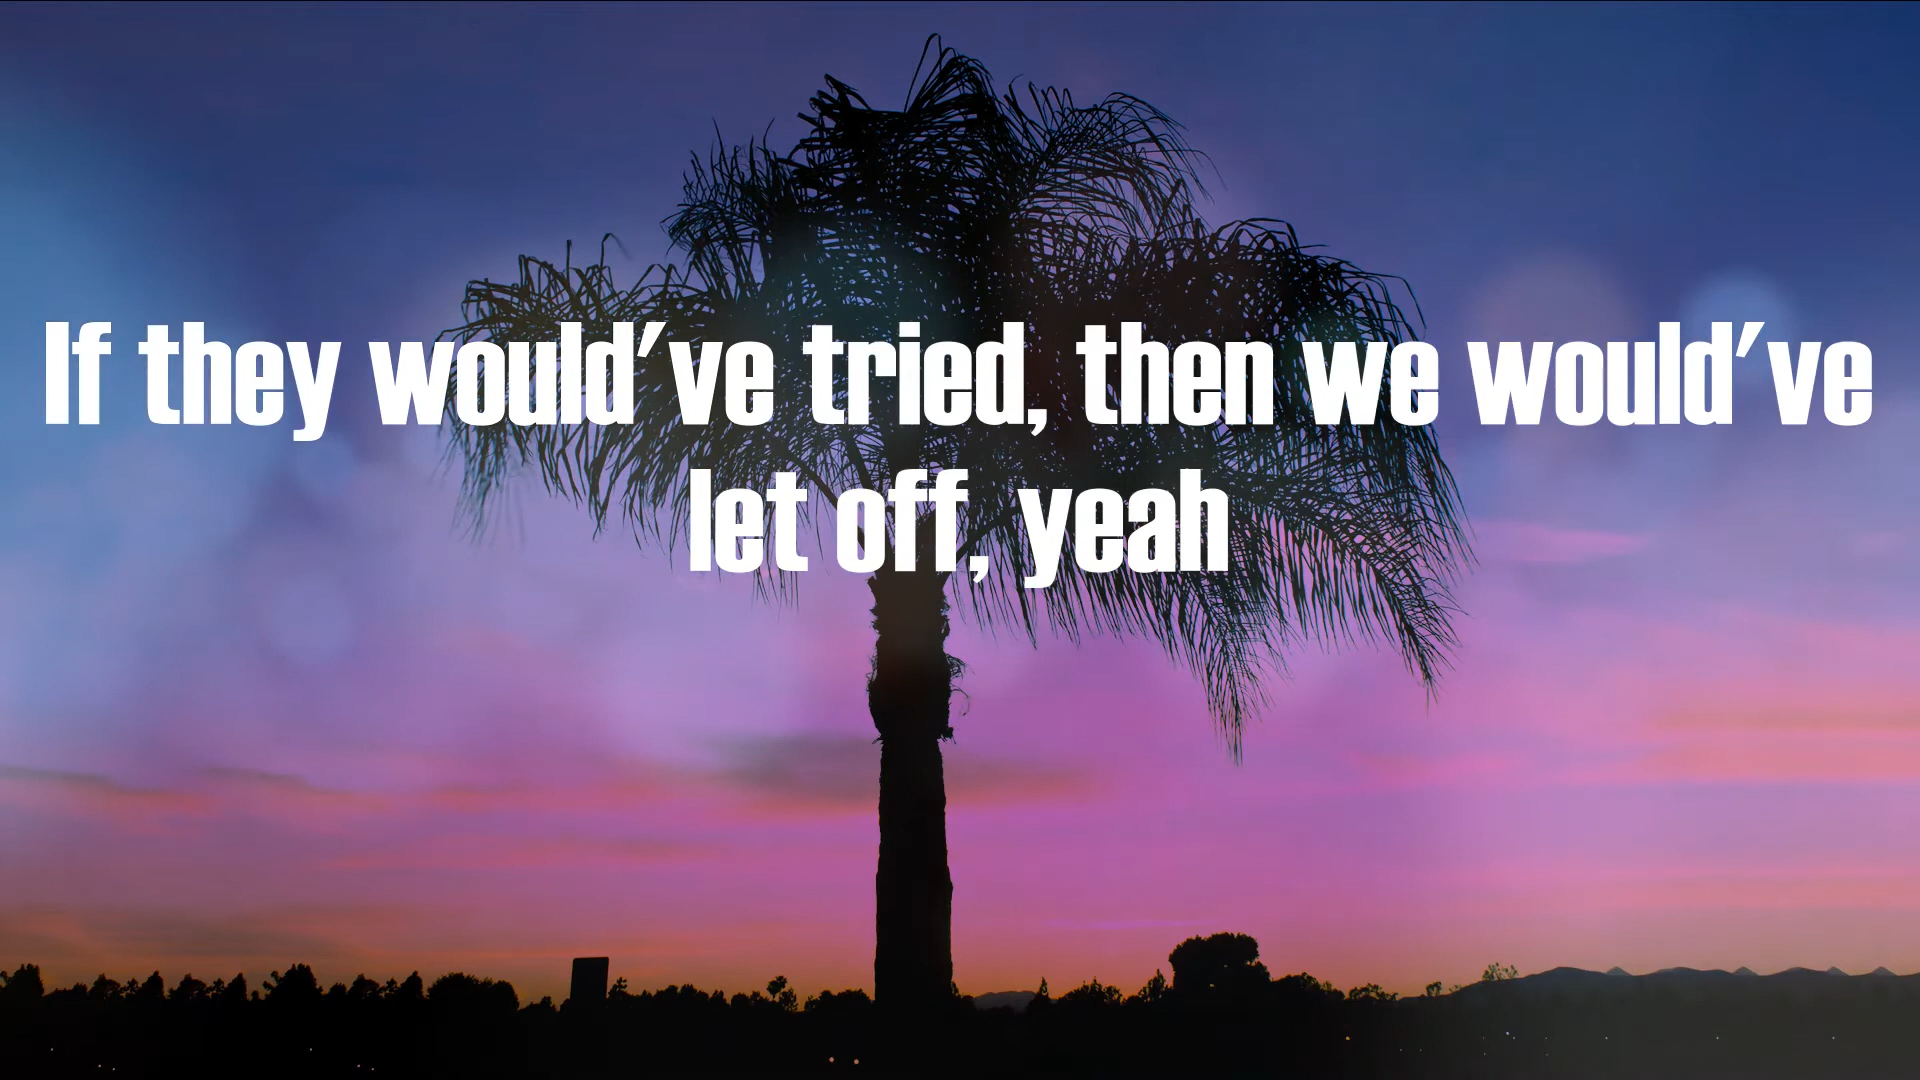 If they would've tried, then we would've
let off, yeah